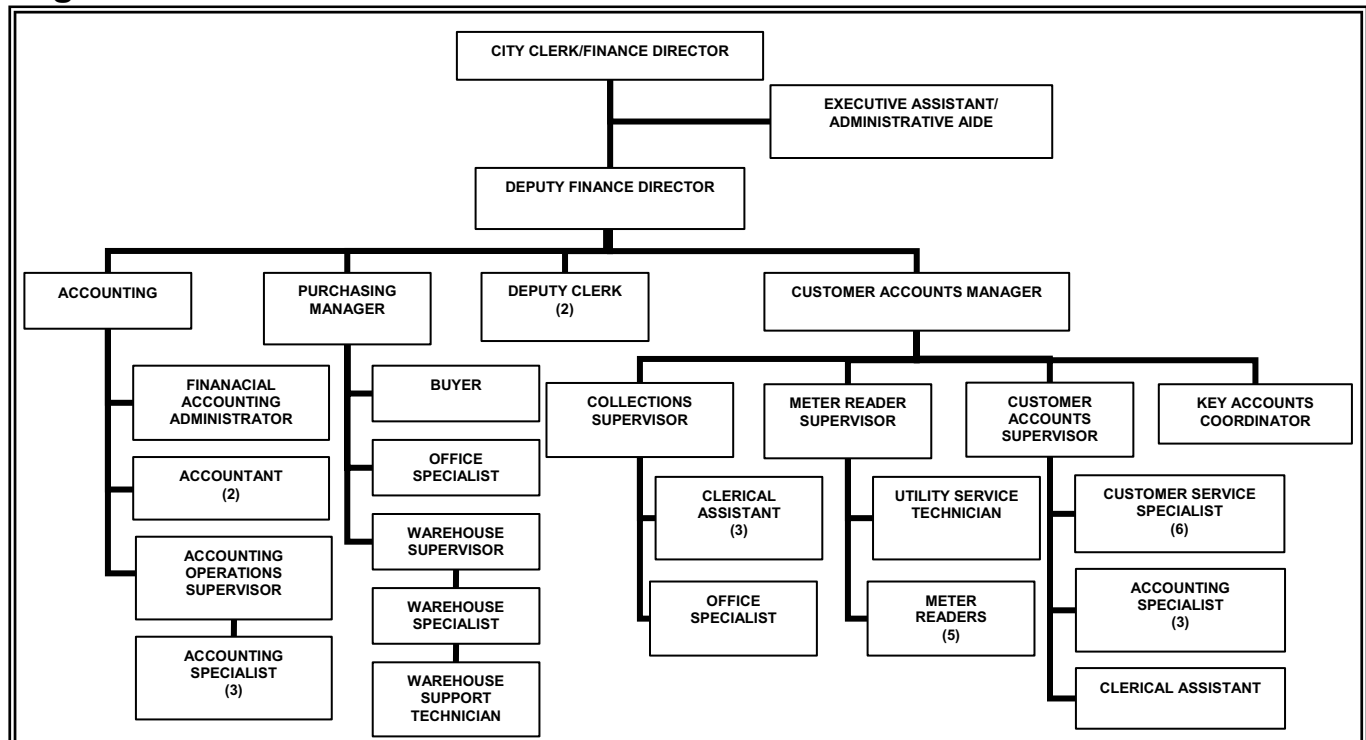 CITY CLERK/FINANCE DIRECTOR
EXECUTIVE ASSISTANT/
ADMINISTRATIVE AIDE
DEPUTY FINANCE DIRECTOR
ACCOUNTING
PURCHASING
MANAGER
DEPUTY CLERK
(2)
CUSTOMER ACCOUNTS MANAGER
FINANACIAL
ACCOUNTING
ADMINISTRATOR
ACCOUNTANT
(2)
ACCOUNTING
OPERATIONS
SUPERVISOR
ACCOUNTING
SPECIALIST
(3)
BUYER
OFFICE
SPECIALIST
WAREHOUSE
SUPERVISOR
WAREHOUSE
SPECIALIST
WAREHOUSE
SUPPORT
TECHNICIAN
COLLECTIONS
SUPERVISOR
CLERICAL
ASSISTANT
(3)
OFFICE
SPECIALIST
METER READER
SUPERVISOR
UTILITY SERVICE
TECHNICIAN
METER
READERS
(5)
CUSTOMER
ACCOUNTS
SUPERVISOR
CUSTOMER SERVICE
SPECIALIST
(6)
ACCOUNTING
SPECIALIST
(3)
CLERICAL ASSISTANT
KEY ACCOUNTS
COORDINATOR